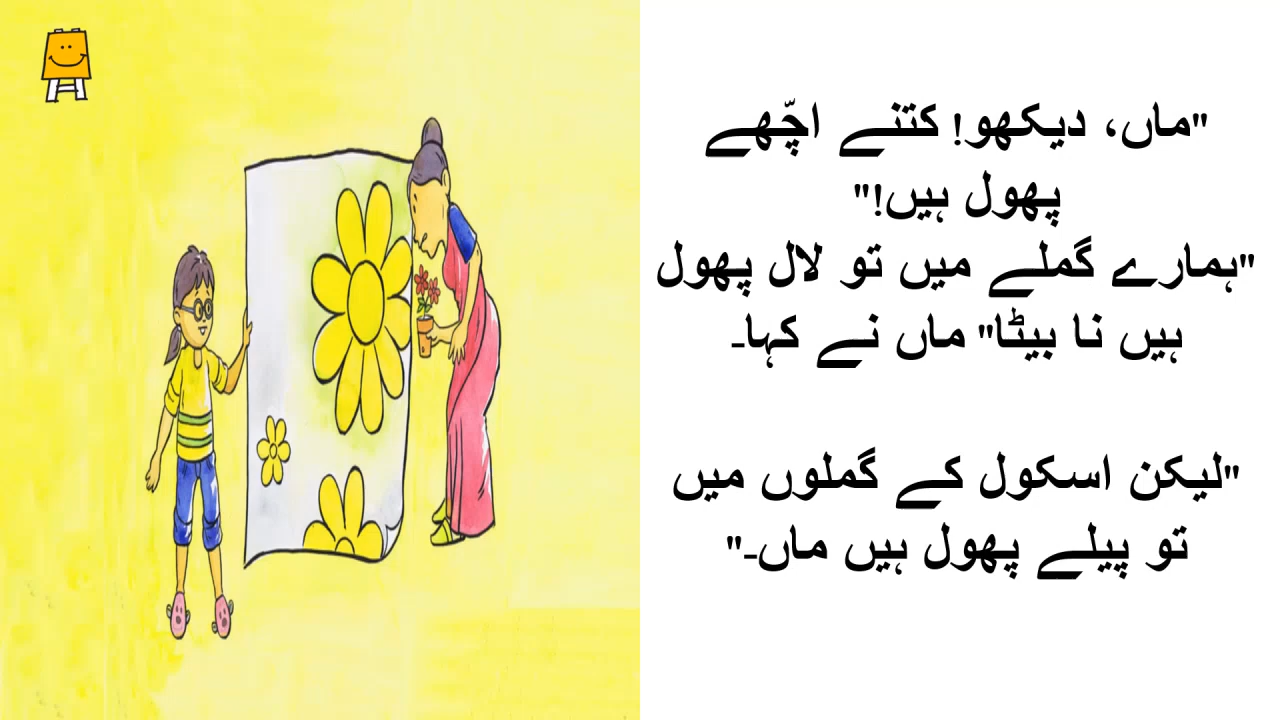 "ماں، دیکھو! کتنے اچّھے
پھول ہیں!"
"ہمارے گملے میں تو لال پھول
ہیں نا بیٹا" ماں نے کہا۔
"لیکن اسکول کے گملوں میں
تو پیلے پھول ہیں ماں۔"